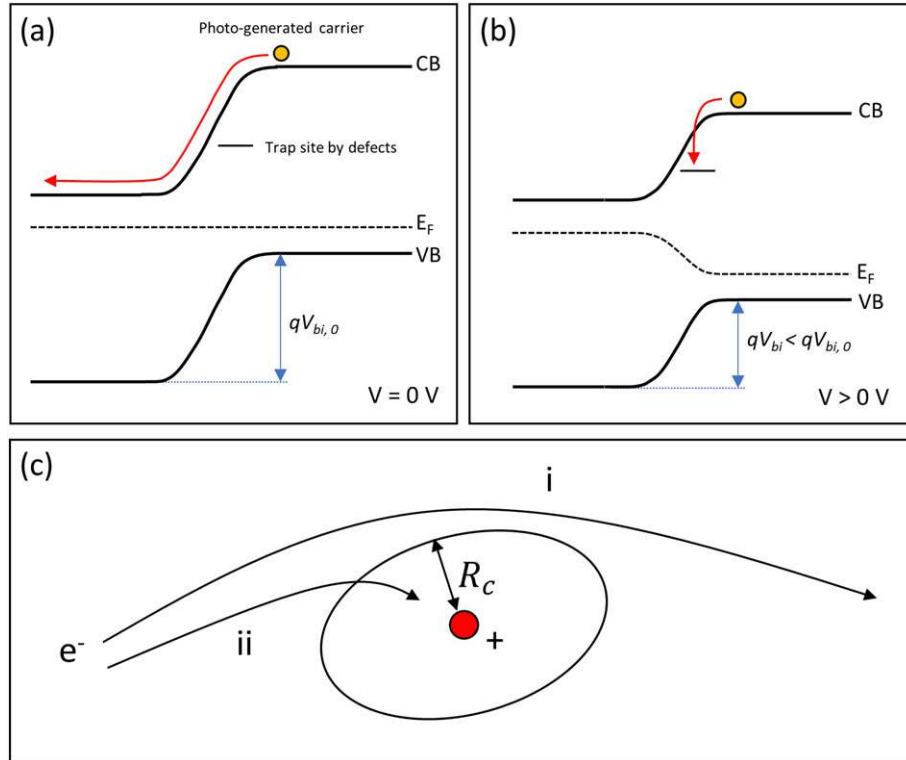 (a)
Photo-generated carrier
CB
Trap site by defects
E_F
VB
qV_{bi, 0}
V = 0 V
(b)
CB
E_F
VB
qV_{bi} < qV_{bi, 0}
V > 0 V
(c)
i
R_c
e^-
ii
+